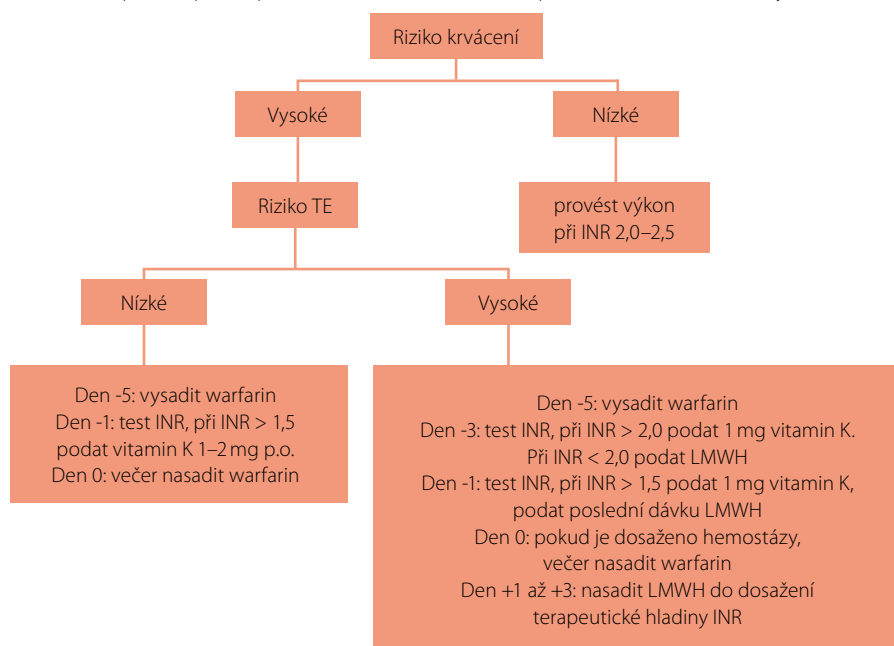 Riziko krvácení
Vysoké
Nízké
Riziko TE
provést výkon
při INR 2,0–2,5
Nízké
Vysoké
Den -5: vysadit warfarin
Den -1: test INR, při INR > 1,5
podat vitamin K 1–2 mg p.o.
Den 0: večer nasadit warfarin
Den -5: vysadit warfarin
Den -3: test INR, při INR > 2,0 podat 1 mg vitamin K.
Při INR < 2,0 podat LMWH
Den -1: test INR, při INR > 1,5 podat 1 mg vitamin K,
podat poslední dávku LMWH
Den 0: pokud je dosaženo hemostázy,
večer nasadit warfarin
Den +1 až +3: nasadit LMWH do dosažení
terapeutické hladiny INR